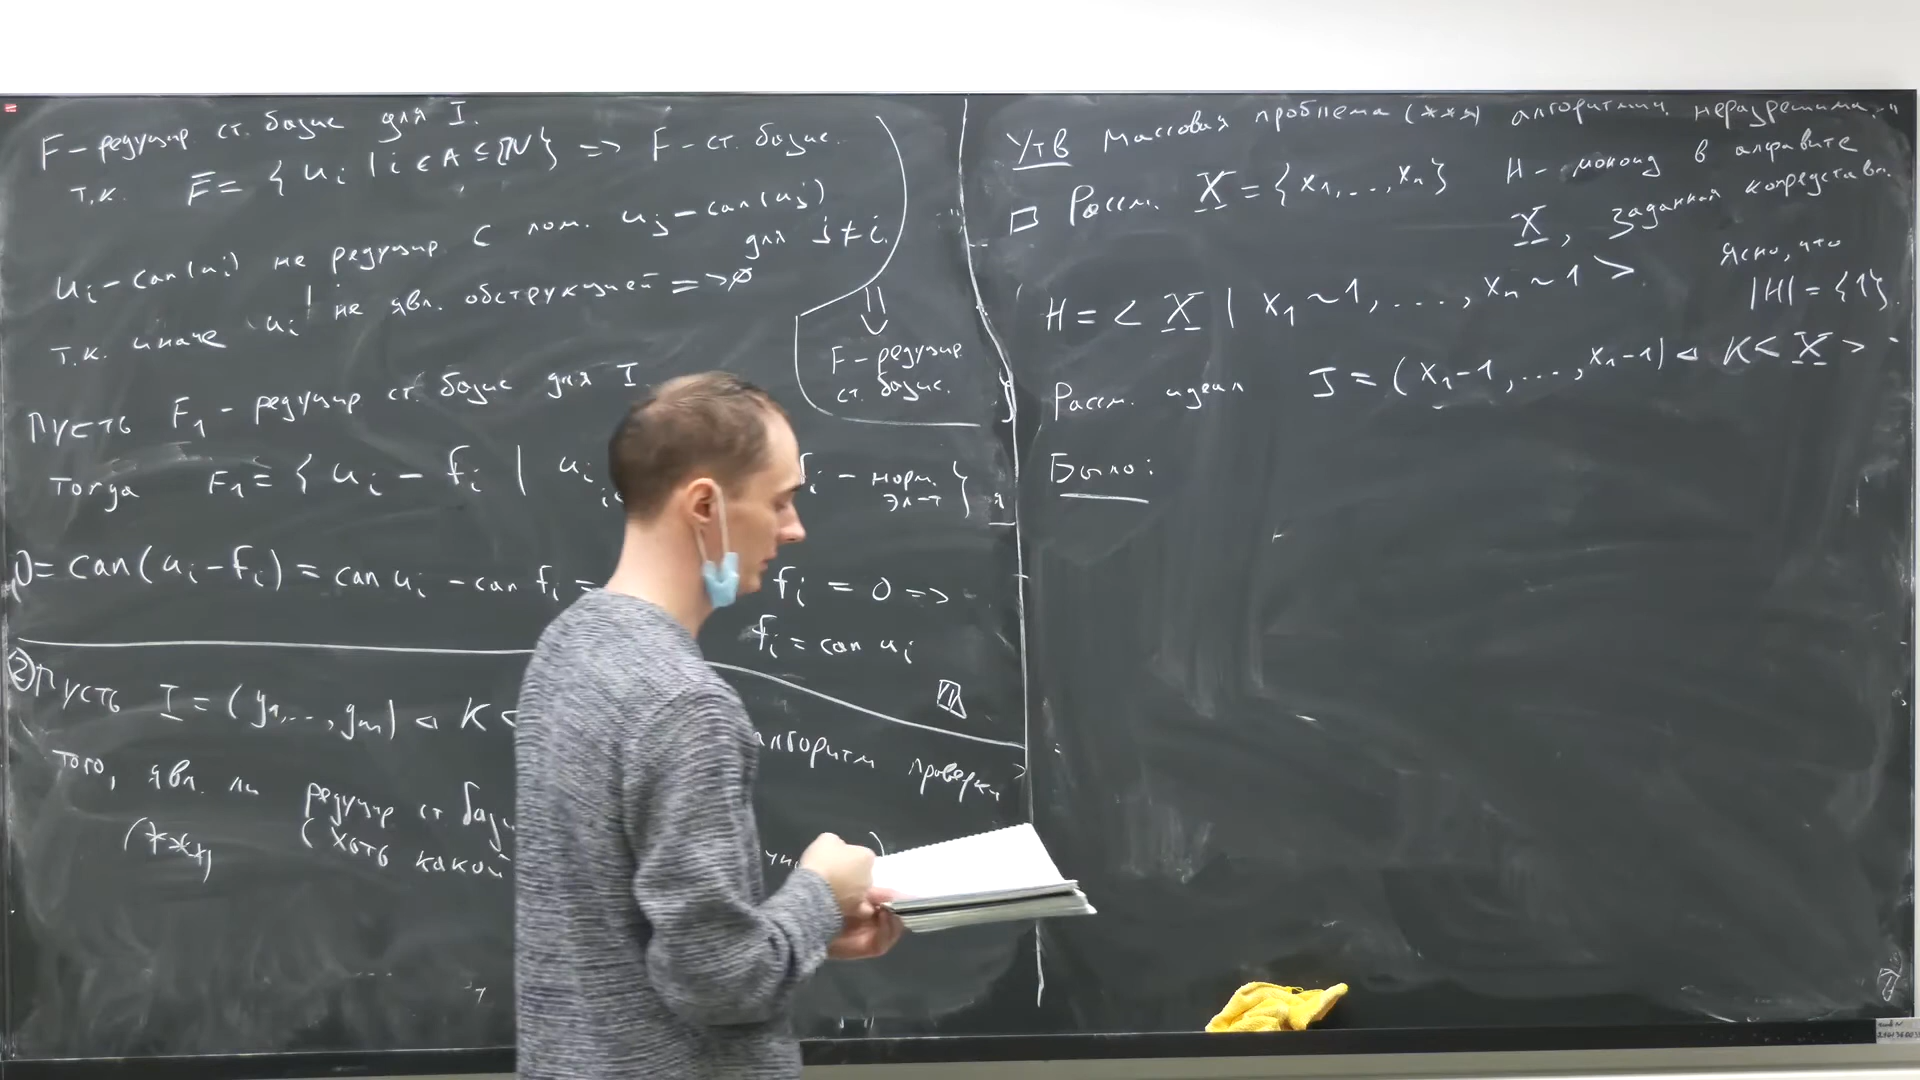 F – редуцир ст. базис для I.
т.к. F̅ = { u_i | i ∈ A ⊆ ℕ} => F – ст. базис.
u_i – can(u_i) не редуцир. с пом. u_j – can(u_j)
для j ≠ i.
т.к. иначе u_i не явл. обструкцией =>
F – редуцир.
ст. базис.
Пусть F_1 – редуцир ст. базис для I.
Тогда F_1 = { u_i – f_i | u_i
f_i – норм.
эл-т }
0 = can(u_i – f_i) = can u_i – can f_i =
f_i = 0 =>
f_i = can u_i
② Пусть I = (g_1, ..., g_m) ◁ K <
алгоритм проверки
того, явл. ли редуцир ст. бази
(***) (хоть какой
Утв Массовая проблема (***) алгоритмич. неразрешима.
□ Рассм. X = {x_1, ..., x_n} H – моноид в алфавите
X, заданный копредставл.
H = < X | x_1 ~ 1, ..., x_n ~ 1 >.
Ясно, что
|H| = {1}.
Рассм. идеал J = (x_1 – 1, ..., x_n – 1) ◁ K < X > .
Было: